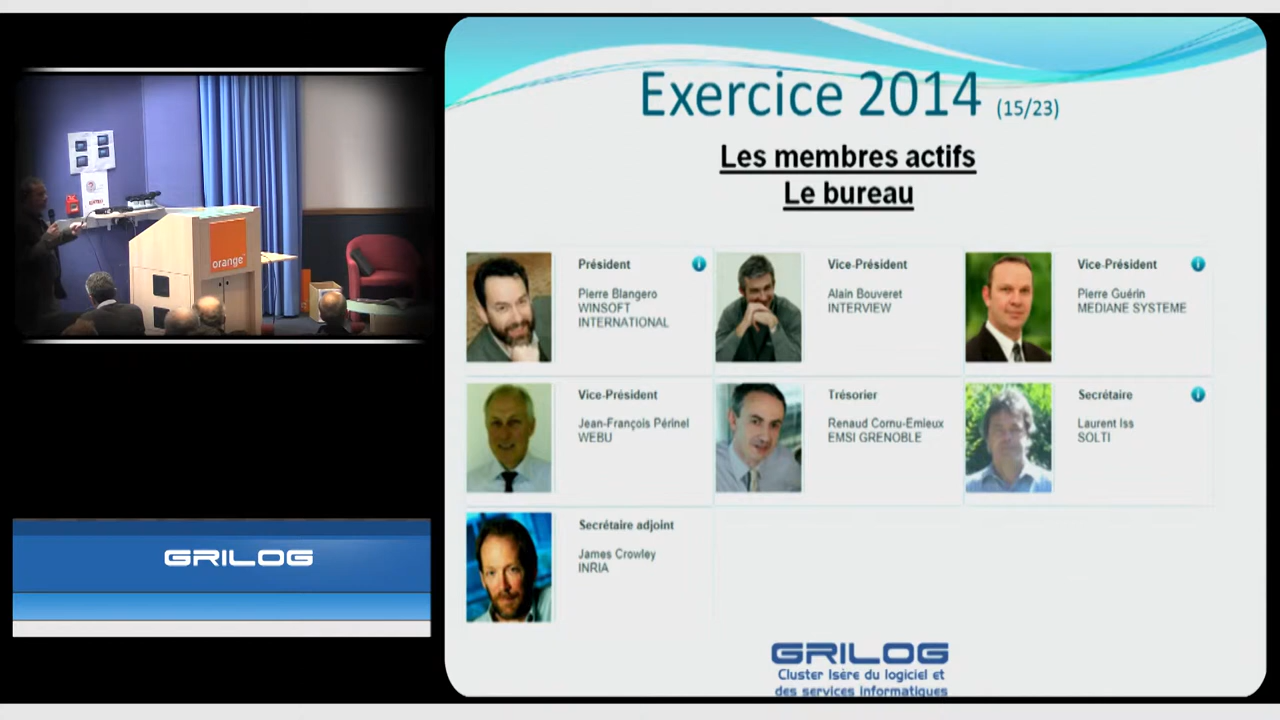 orange
GRILOG
Exercice 2014 (15/23)
Les membres actifs
Le bureau
Président
Pierre Blangero
WINSOFT
INTERNATIONAL
Vice-Président
Alain Bouveret
INTERVIEW
Vice-Président
Pierre Guérin
MEDIANE SYSTEME
Vice-Président
Jean-François Périnel
WEBU
Trésorier
Renaud Cornu-Emieux
EMSI GRENOBLE
Secrétaire
Laurent Iss
SOLTI
Secrétaire adjoint
James Crowley
INRIA
GRILOG
Cluster Isère du logiciel et
des services informatiques